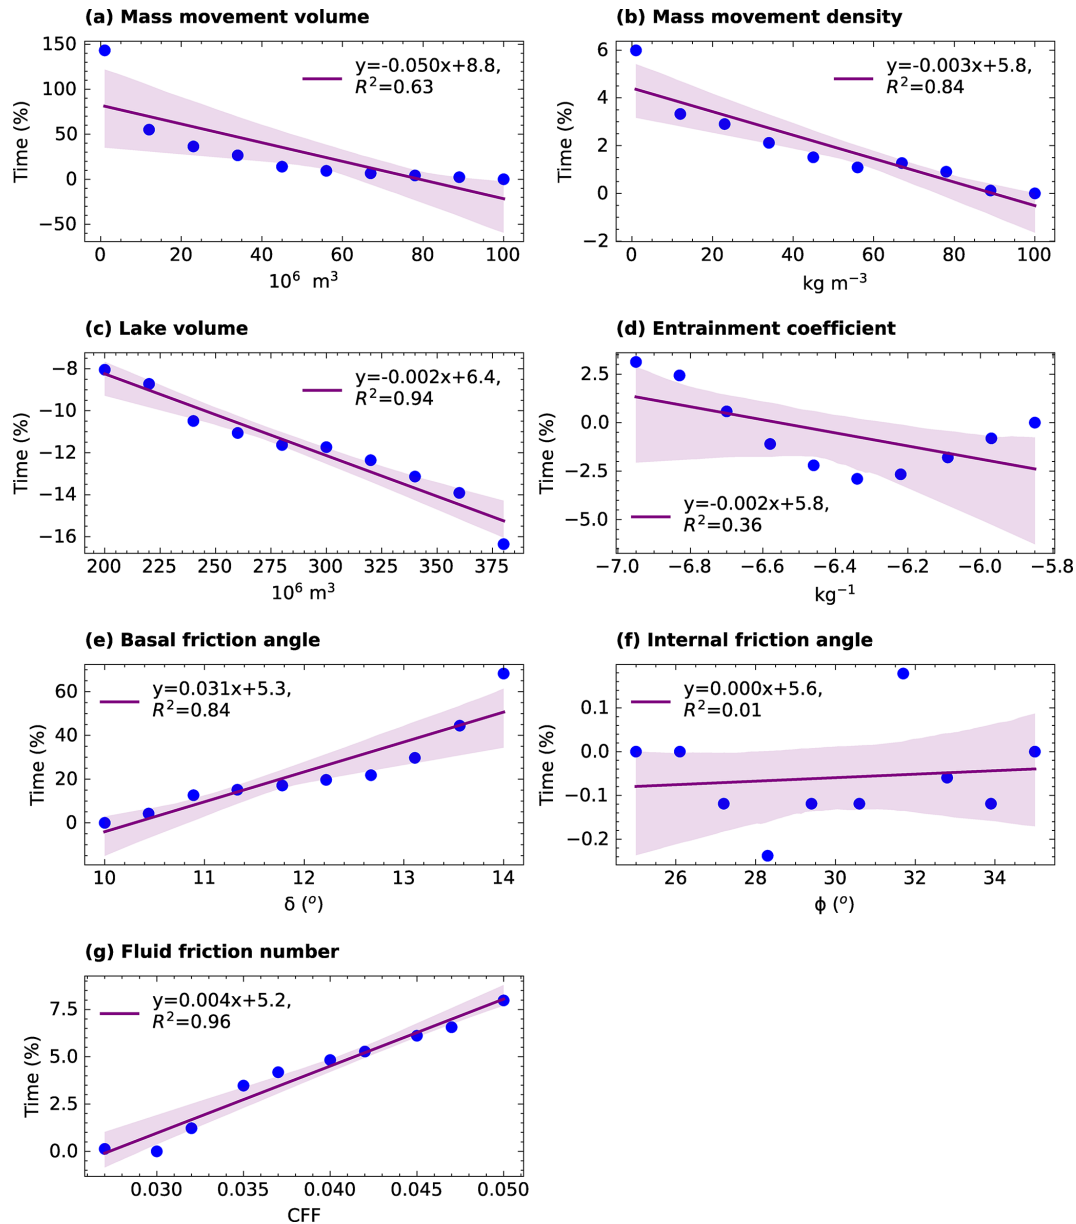 (a) Mass movement volume
150
100
50
0
−50
Time (%)
y=-0.050x+8.8,
R²=0.63
0 20 40 60 80 100
10⁶ m³
(b) Mass movement density
6
4
2
0
−2
Time (%)
y=-0.003x+5.8,
R²=0.84
0 20 40 60 80 100
kg m⁻³
(c) Lake volume
−8
−10
−12
−14
−16
Time (%)
y=-0.002x+6.4,
R²=0.94
200 225 250 275 300 325 350 375
10⁶ m³
(d) Entrainment coefficient
2.5
0.0
−2.5
−5.0
Time (%)
y=-0.002x+5.8,
R²=0.36
−7.0 −6.8 −6.6 −6.4 −6.2 −6.0 −5.8
kg⁻¹
(e) Basal friction angle
60
40
20
0
Time (%)
y=0.031x+5.3,
R²=0.84
10 11 12 13 14
δ (°)
(f) Internal friction angle
0.1
0.0
−0.1
−0.2
Time (%)
y=0.000x+5.6,
R²=0.01
26 28 30 32 34
ϕ (°)
(g) Fluid friction number
7.5
5.0
2.5
0.0
Time (%)
y=0.004x+5.2,
R²=0.96
0.030 0.035 0.040 0.045 0.050
CFF